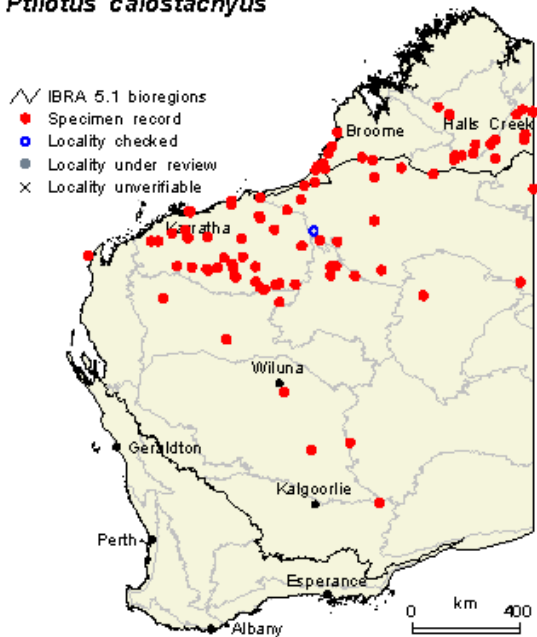 Ptilotus calostachyus
IBRA 5.1 bioregions
Specimen record
Locality checked
Locality under review
Locality unverifiable
Broome
Halls Creek
Karratha
Wiluna
Geraldton
Kalgoorlie
Perth
Esperance
Albany
km
0 400